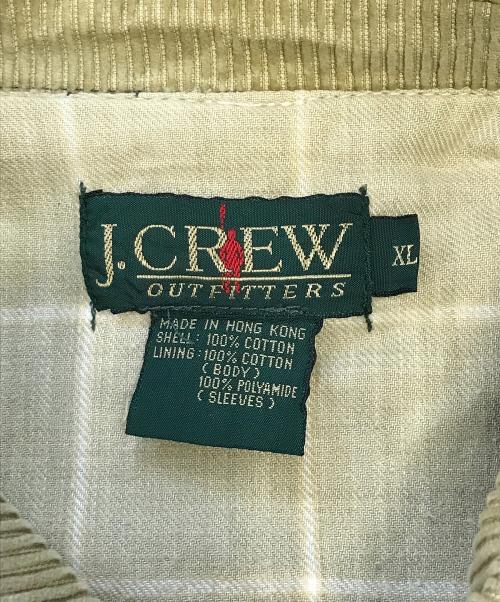 J. CREW
OUTFITTERS
XL
MADE IN HONG KONG
SHELL: 100% COTTON
LINING: 100% COTTON
( BODY )
100% POLYAMIDE
( SLEEVES )